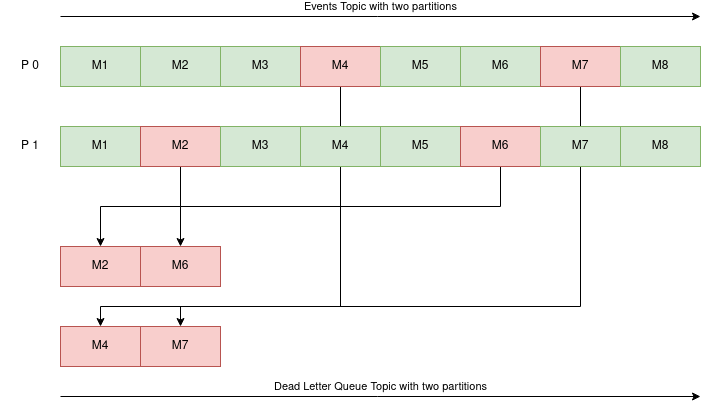 Events Topic with two partitions
P 0 M1 M2 M3 M4 M5 M6 M7 M8
P 1 M1 M2 M3 M4 M5 M6 M7 M8
M2 M6
M4 M7
Dead Letter Queue Topic with two partitions